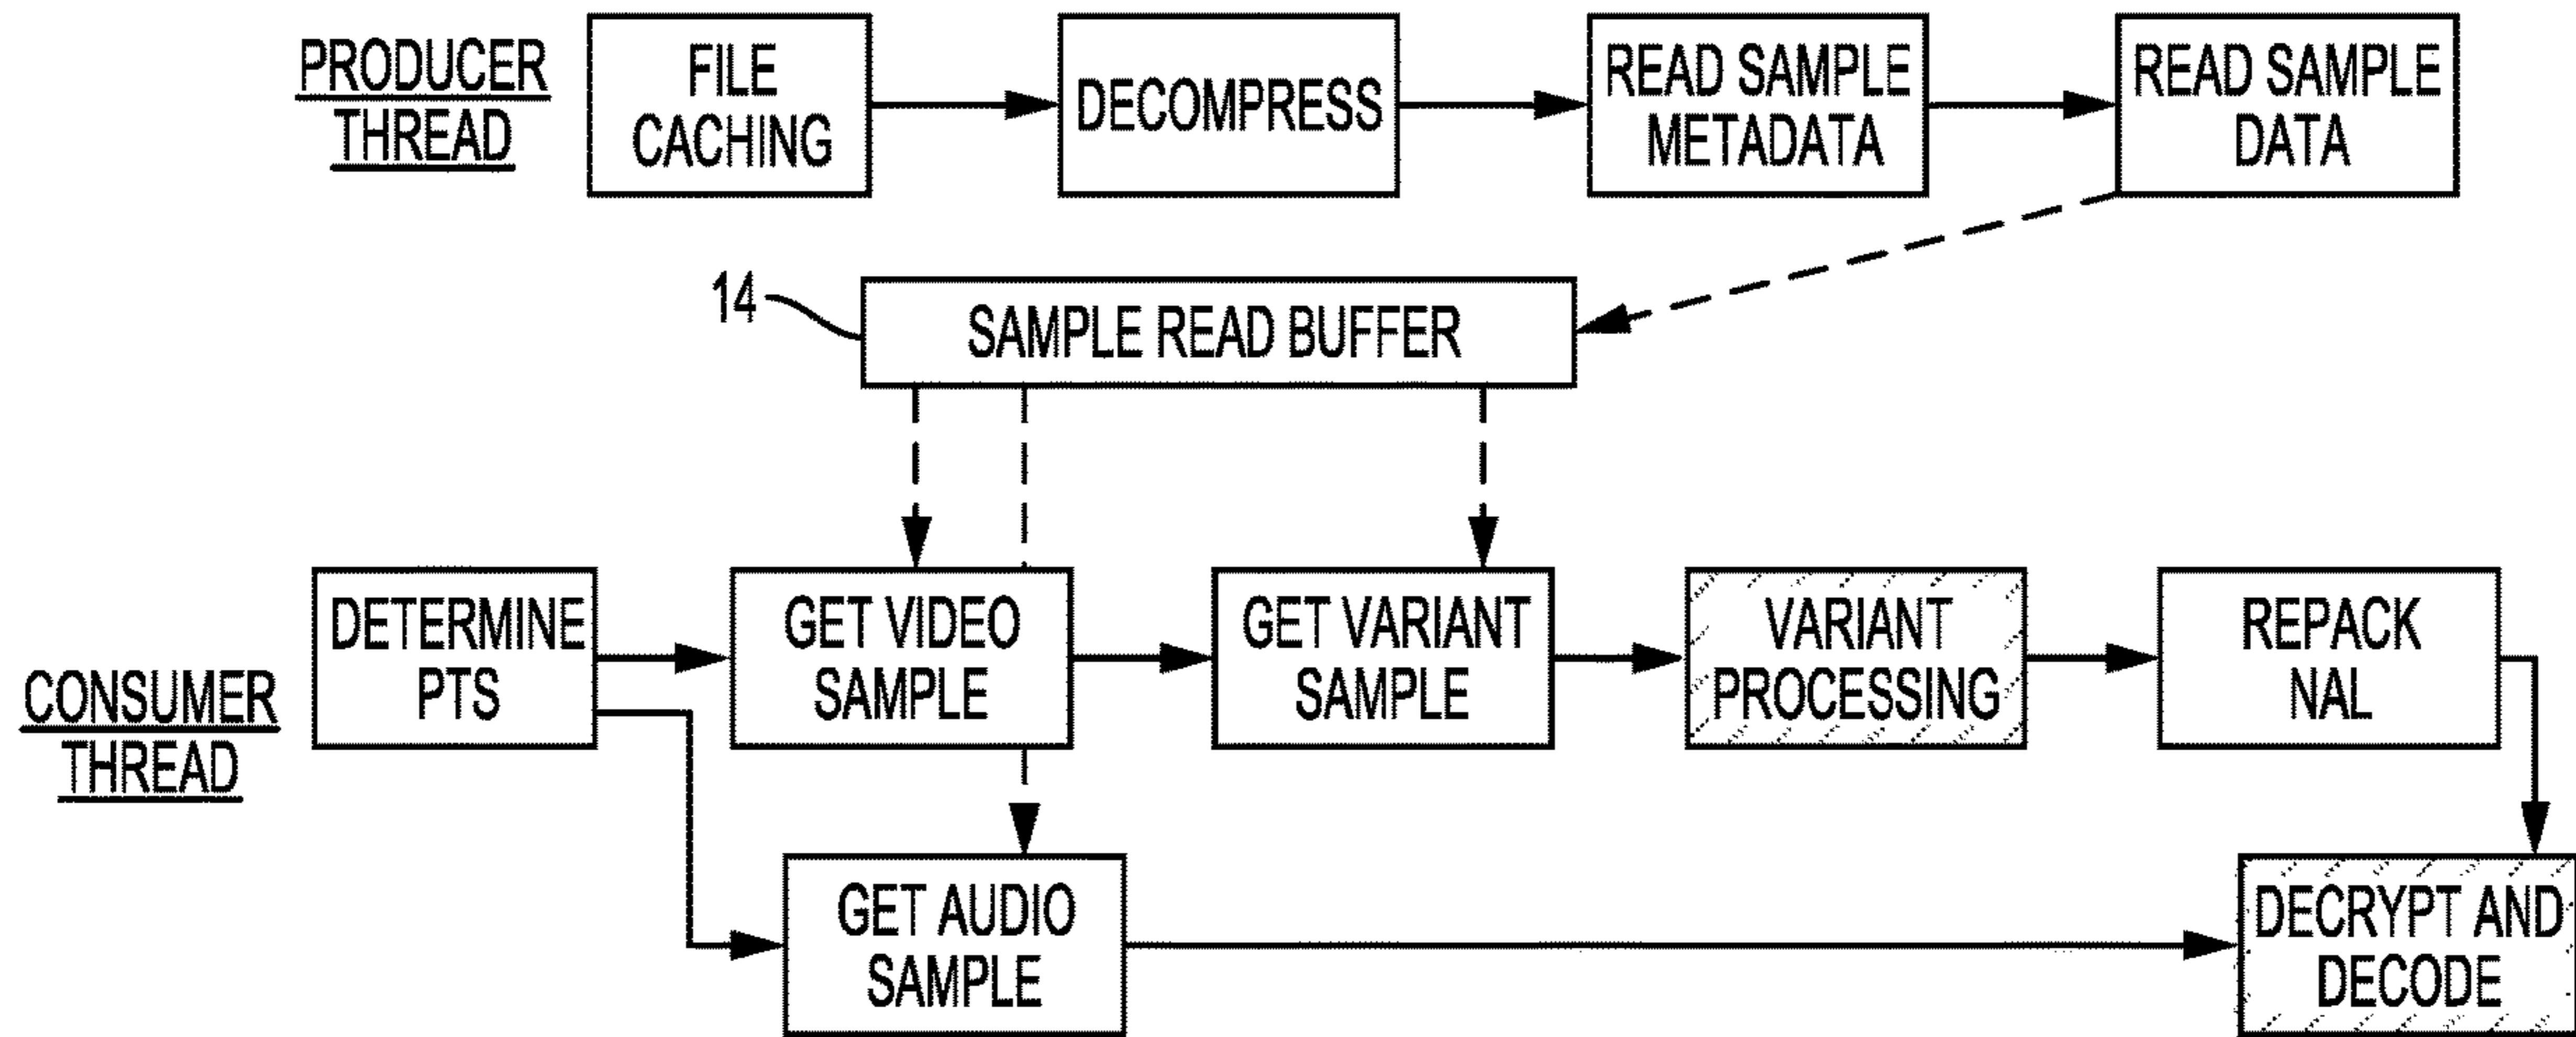 PRODUCER
THREAD
FILE
CACHING
DECOMPRESS
READ SAMPLE
METADATA
READ SAMPLE
DATA
14
SAMPLE READ BUFFER
CONSUMER
THREAD
DETERMINE
PTS
GET VIDEO
SAMPLE
GET VARIANT
SAMPLE
VARIANT
PROCESSING
REPACK
NAL
GET AUDIO
SAMPLE
DECRYPT AND
DECODE